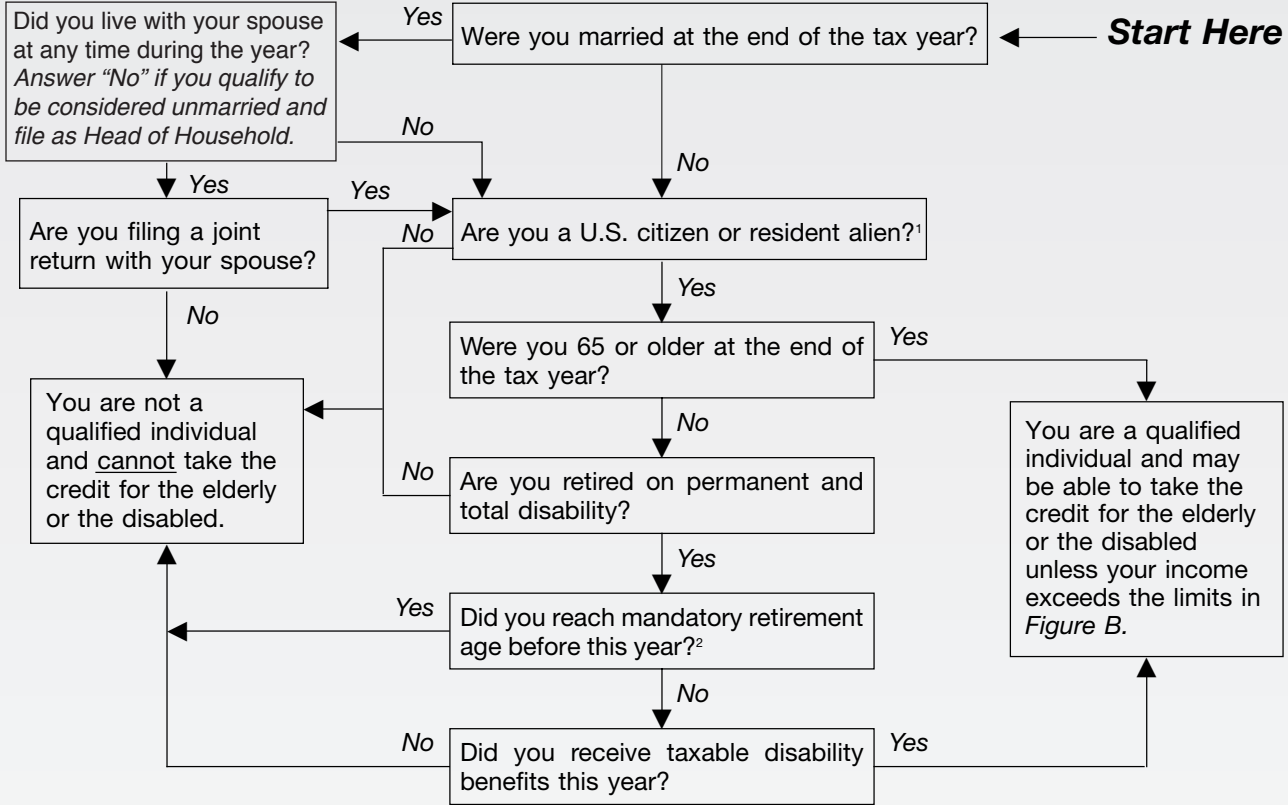 Start Here
Were you married at the end of the tax year?
Yes
No
Did you live with your spouse
at any time during the year?
Answer “No” if you qualify to
be considered unmarried and
file as Head of Household.
No
Yes
Are you filing a joint
return with your spouse?
Yes
No
Are you a U.S. citizen or resident alien?¹
No
Yes
Were you 65 or older at the end of
the tax year?
Yes
No
You are not a
qualified individual
and cannot take the
credit for the elderly
or the disabled.
Are you retired on permanent and
total disability?
No
Yes
You are a qualified
individual and may
be able to take the
credit for the elderly
or the disabled
unless your income
exceeds the limits in
Figure B.
Did you reach mandatory retirement
age before this year?²
Yes
No
Did you receive taxable disability
benefits this year?
No
Yes